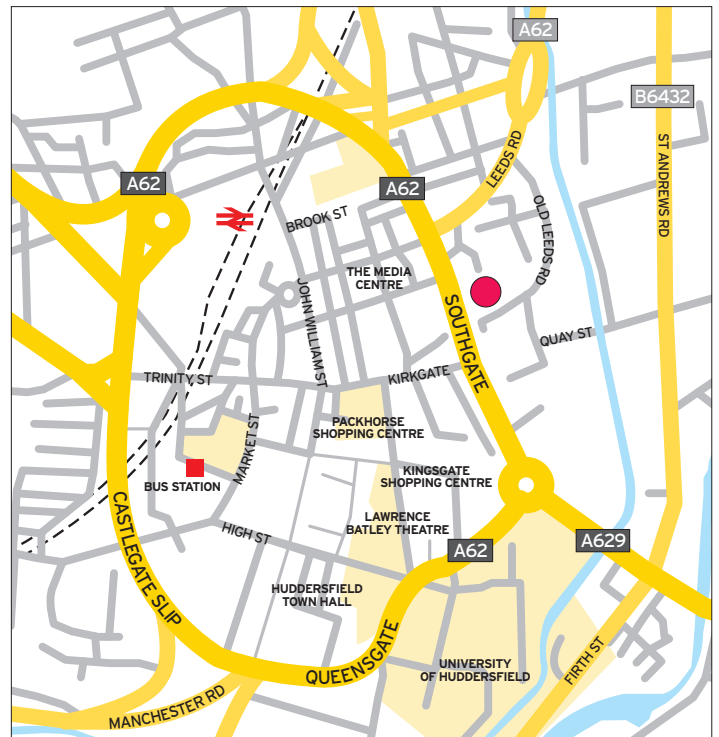 A62
B6432
A62
A62
LEEDS RD
ST ANDREWS RD
BROOK ST
OLD LEEDS RD
THE MEDIA
CENTRE
JOHN WILLIAM ST
SOUTHGATE
QUAY ST
TRINITY ST
KIRKGATE
MARKET ST
PACKHORSE
SHOPPING CENTRE
BUS STATION
KINGSGATE
SHOPPING CENTRE
CASTLEGATE SLIP
HIGH ST
LAWRENCE
BATLEY THEATRE
A62
A629
HUDDERSFIELD
TOWN HALL
QUEENSGATE
UNIVERSITY
OF HUDDERSFIELD
FIRTH ST
MANCHESTER RD